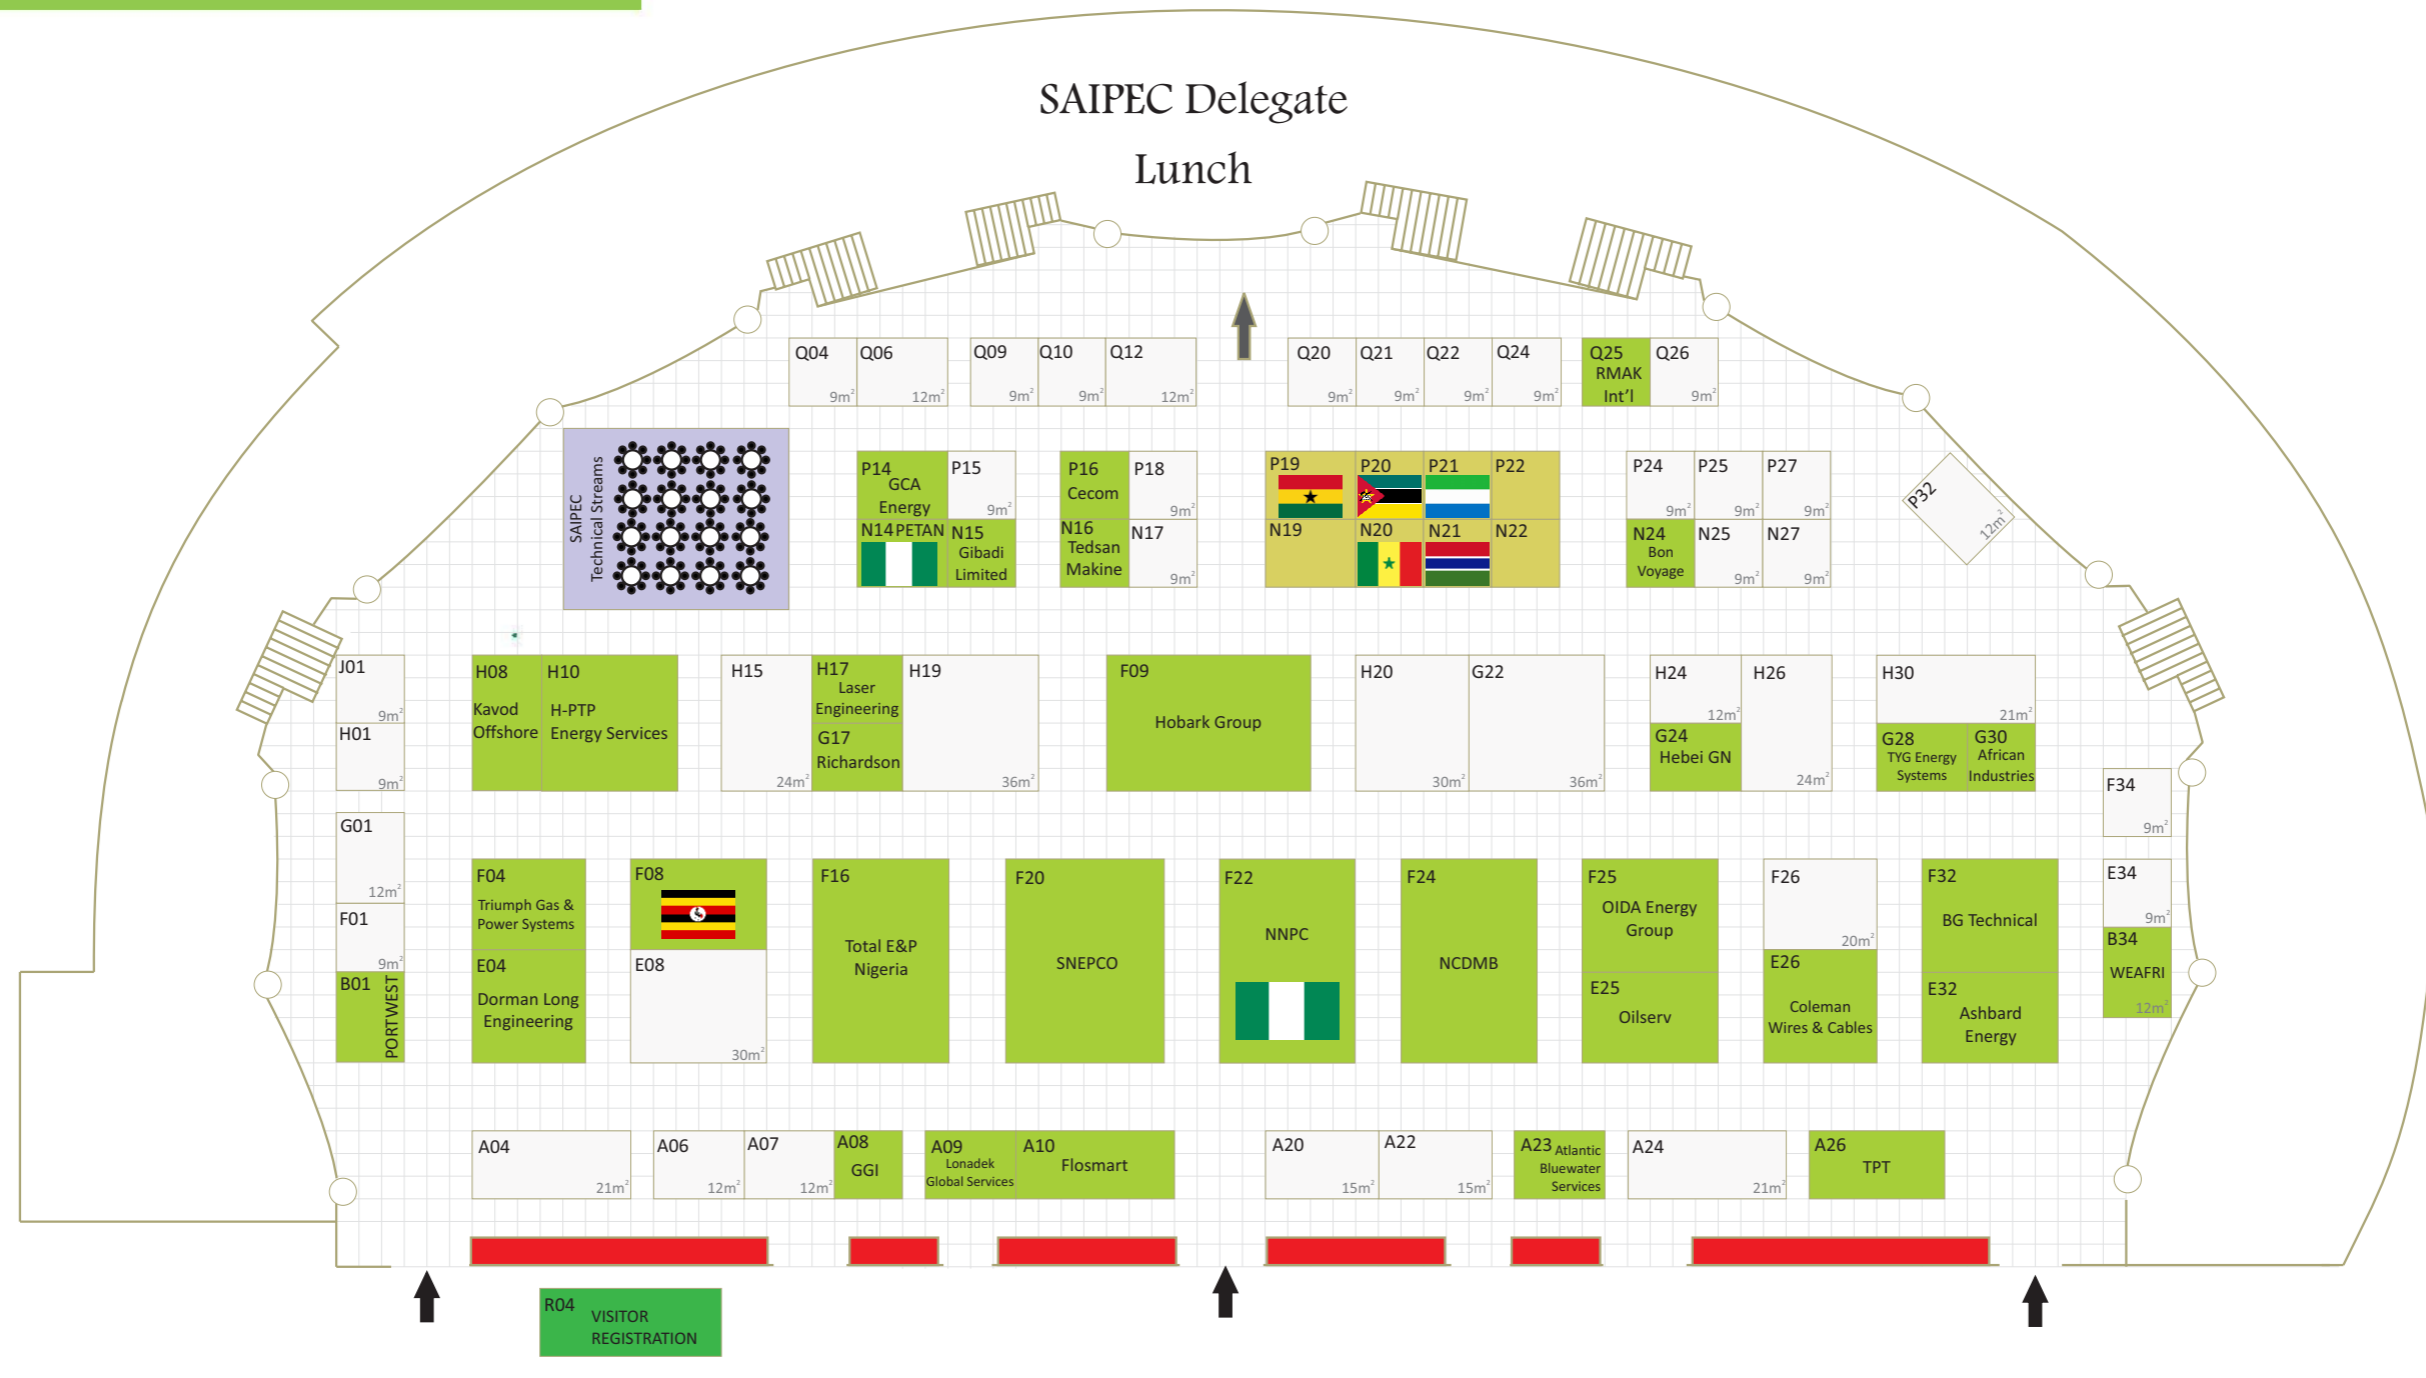 SAIPEC Delegate
Lunch
Q04
9m²
Q06
12m²
Q09
9m²
Q10
9m²
Q12
12m²
Q20
9m²
Q21
9m²
Q22
9m²
Q24
9m²
Q25
RMAK
Int'l
Q26
9m²
SAIPEC
Technical Streams
P14
GCA
Energy
P15
9m²
P16
Cecom
P18
9m²
P19
P20
P21
P22
P24
9m²
P25
9m²
P27
9m²
P32
12m²
N14 PETAN
N15
Gibadi
Limited
N16
Tedsan
Makine
N17
9m²
N19
N20
N21
N22
N24
Bon
Voyage
N25
9m²
N27
9m²
J01
9m²
H01
9m²
H08
Kavod
Offshore
H10
H-PTP
Energy Services
H15
24m²
H17
Laser
Engineering
G17
Richardson
H19
36m²
F09
Hobark Group
H20
30m²
G22
36m²
H24
12m²
G24
Hebei GN
H26
24m²
H30
21m²
G28
TYG Energy
Systems
G30
African
Industries
F34
9m²
G01
12m²
F01
9m²
B01
PORTWEST
F04
Triumph Gas &
Power Systems
E04
Dorman Long
Engineering
F08
E08
30m²
F16
Total E&P
Nigeria
F20
SNEPCO
F22
NNPC
F24
NCDMB
F25
OIDA Energy
Group
E25
Oilserv
F26
20m²
E26
Coleman
Wires & Cables
F32
BG Technical
E32
Ashbard
Energy
E34
9m²
B34
WEAFRI
12m²
A04
21m²
A06
12m²
A07
12m²
A08
GGI
A09
Lonadek
Global Services
A10
Flosmart
A20
15m²
A22
15m²
A23 Atlantic
Bluewater
Services
A24
21m²
A26
TPT
R04
VISITOR
REGISTRATION